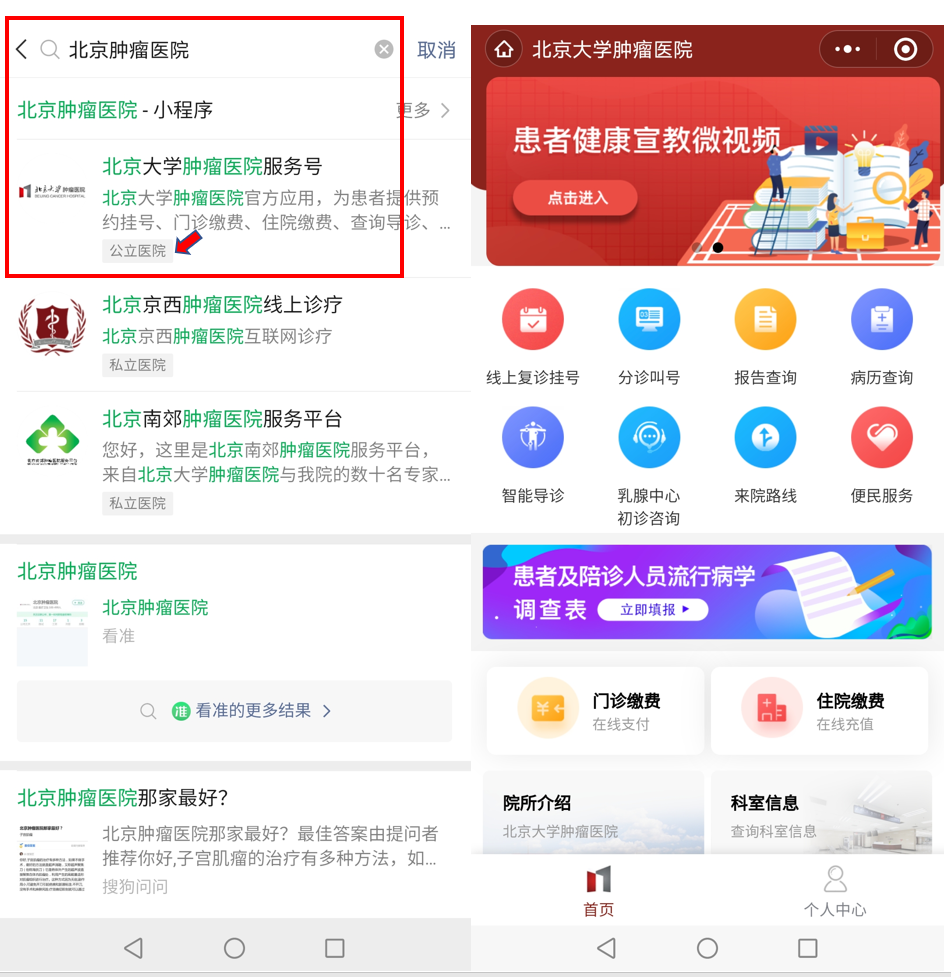 北京肿瘤医院
取消
北京肿瘤医院 - 小程序
更多
北京大学肿瘤医院服务号
北京大学肿瘤医院官方应用，为患者提供预
约挂号、门诊缴费、住院缴费、查询导诊、...
公立医院
北京京西肿瘤医院线上诊疗
北京京西肿瘤医院互联网诊疗
私立医院
北京南郊肿瘤医院服务平台
您好，这里是北京南郊肿瘤医院服务平台，
来自北京大学肿瘤医院与我院的数十名专家...
私立医院
北京肿瘤医院
北京肿瘤医院
看准
准 看准的更多结果
北京肿瘤医院那家最好?
北京肿瘤医院那家最好？最佳答案由提问者
推荐你好,子宫肌瘤的治疗有多种方法，如...
搜狗问问
北京大学肿瘤医院
患者健康宣教微视频
点击进入
线上复诊挂号
分诊叫号
报告查询
病历查询
智能导诊
乳腺中心
初诊咨询
来院路线
便民服务
患者及陪诊人员流行病学
调查表
立即填报
门诊缴费
在线支付
住院缴费
在线充值
院所介绍
北京大学肿瘤医院
科室信息
查询科室信息
首页
个人中心